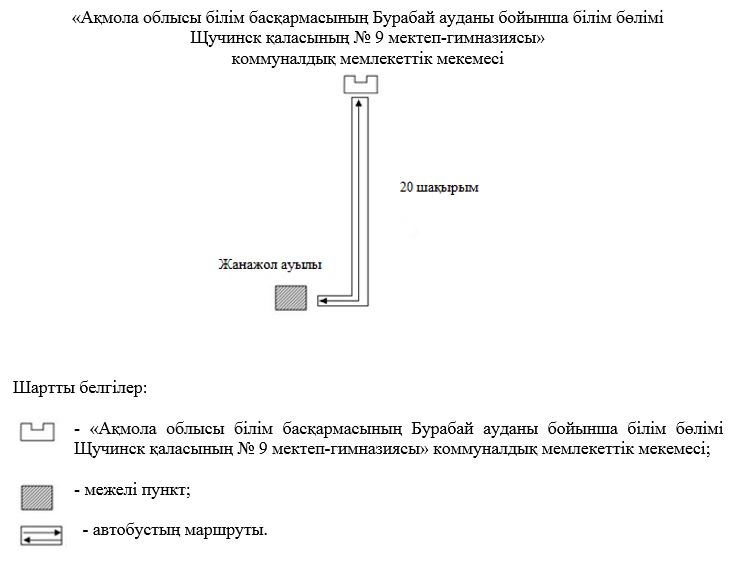 «Ақмола облысы білім басқармасының Бурабай ауданы бойынша білім бөлімі
Щучинск қаласының № 9 мектеп-гимназиясы»
коммуналдық мемлекеттік мекемесі
20 шақырым
Жанажол ауылы
Шартты белгілер:
- «Ақмола облысы білім басқармасының Бурабай ауданы бойынша білім бөлімі
Щучинск қаласының № 9 мектеп-гимназиясы» коммуналдық мемлекеттік мекемесі;
- межелі пункт;
- автобустың маршруты.